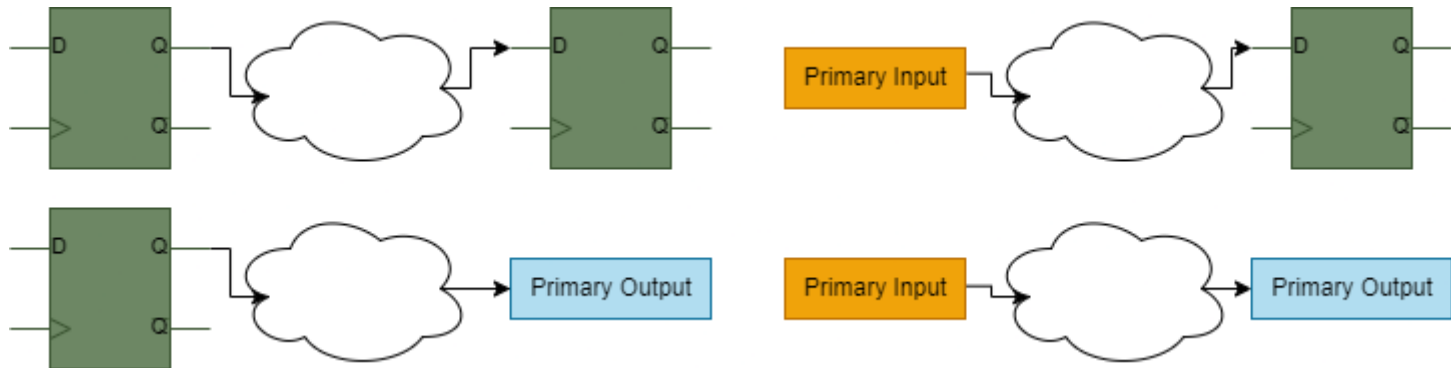 D Q D Q
Primary Input
D Q
Q Q
Q
D Q
Primary Output
Primary Input
Primary Output
Q